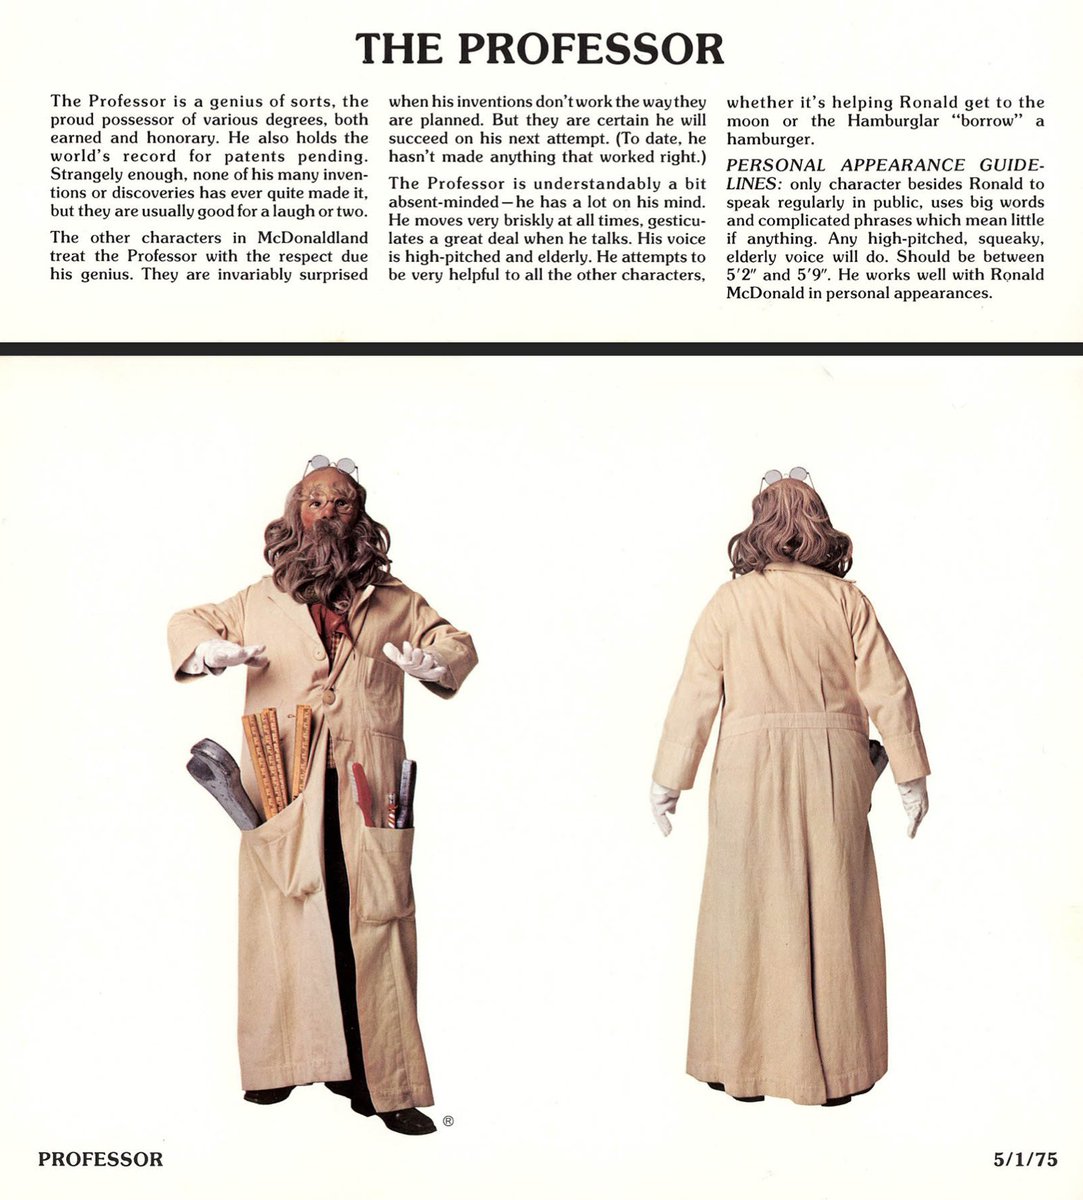 THE PROFESSOR
The Professor is a genius of sorts, the
proud possessor of various degrees, both
earned and honorary. He also holds the
world's record for patents pending.
Strangely enough, none of his many inven-
tions or discoveries has ever quite made it,
but they are usually good for a laugh or two.
The other characters in McDonaldland
treat the Professor with the respect due
his genius. They are invariably surprised
when his inventions don't work the way they
are planned. But they are certain he will
succeed on his next attempt. (To date, he
hasn't made anything that worked right.)
The Professor is understandably a bit
absent-minded—he has a lot on his mind.
He moves very briskly at all times, gesticu-
lates a great deal when he talks. His voice
is high-pitched and elderly. He attempts to
be very helpful to all the other characters,
whether it's helping Ronald get to the
moon or the Hamburglar “borrow” a
hamburger.
PERSONAL APPEARANCE GUIDE-
LINES: only character besides Ronald to
speak regularly in public, uses big words
and complicated phrases which mean little
if anything. Any high-pitched, squeaky,
elderly voice will do. Should be between
5'2" and 5'9". He works well with Ronald
McDonald in personal appearances.
®
PROFESSOR
5/1/75